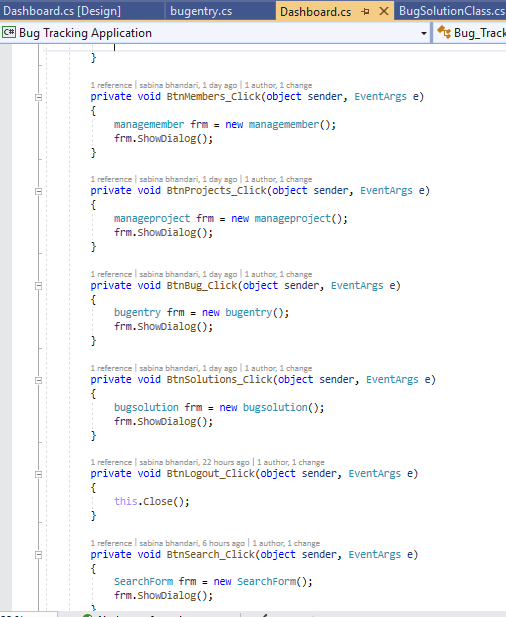 Dashboard.cs [Design]
bugentry.cs
Dashboard.cs
BugSolutionClass.cs
C# Bug Tracking Application
Bug_Track
}
1 reference | sabina bhandari, 1 day ago | 1 author, 1 change
private void BtnMembers_Click(object sender, EventArgs e)
{
managemember frm = new managemember();
frm.ShowDialog();
}
1 reference | sabina bhandari, 1 day ago | 1 author, 1 change
private void BtnProjects_Click(object sender, EventArgs e)
{
manageproject frm = new manageproject();
frm.ShowDialog();
}
1 reference | sabina bhandari, 1 day ago | 1 author, 1 change
private void BtnBug_Click(object sender, EventArgs e)
{
bugentry frm = new bugentry();
frm.ShowDialog();
}
1 reference | sabina bhandari, 1 day ago | 1 author, 1 change
private void BtnSolutions_Click(object sender, EventArgs e)
{
bugsolution frm = new bugsolution();
frm.ShowDialog();
}
1 reference | sabina bhandari, 22 hours ago | 1 author, 1 change
private void BtnLogout_Click(object sender, EventArgs e)
{
this.Close();
}
1 reference | sabina bhandari, 6 hours ago | 1 author, 1 change
private void BtnSearch_Click(object sender, EventArgs e)
{
SearchForm frm = new SearchForm();
frm.ShowDialog();
}